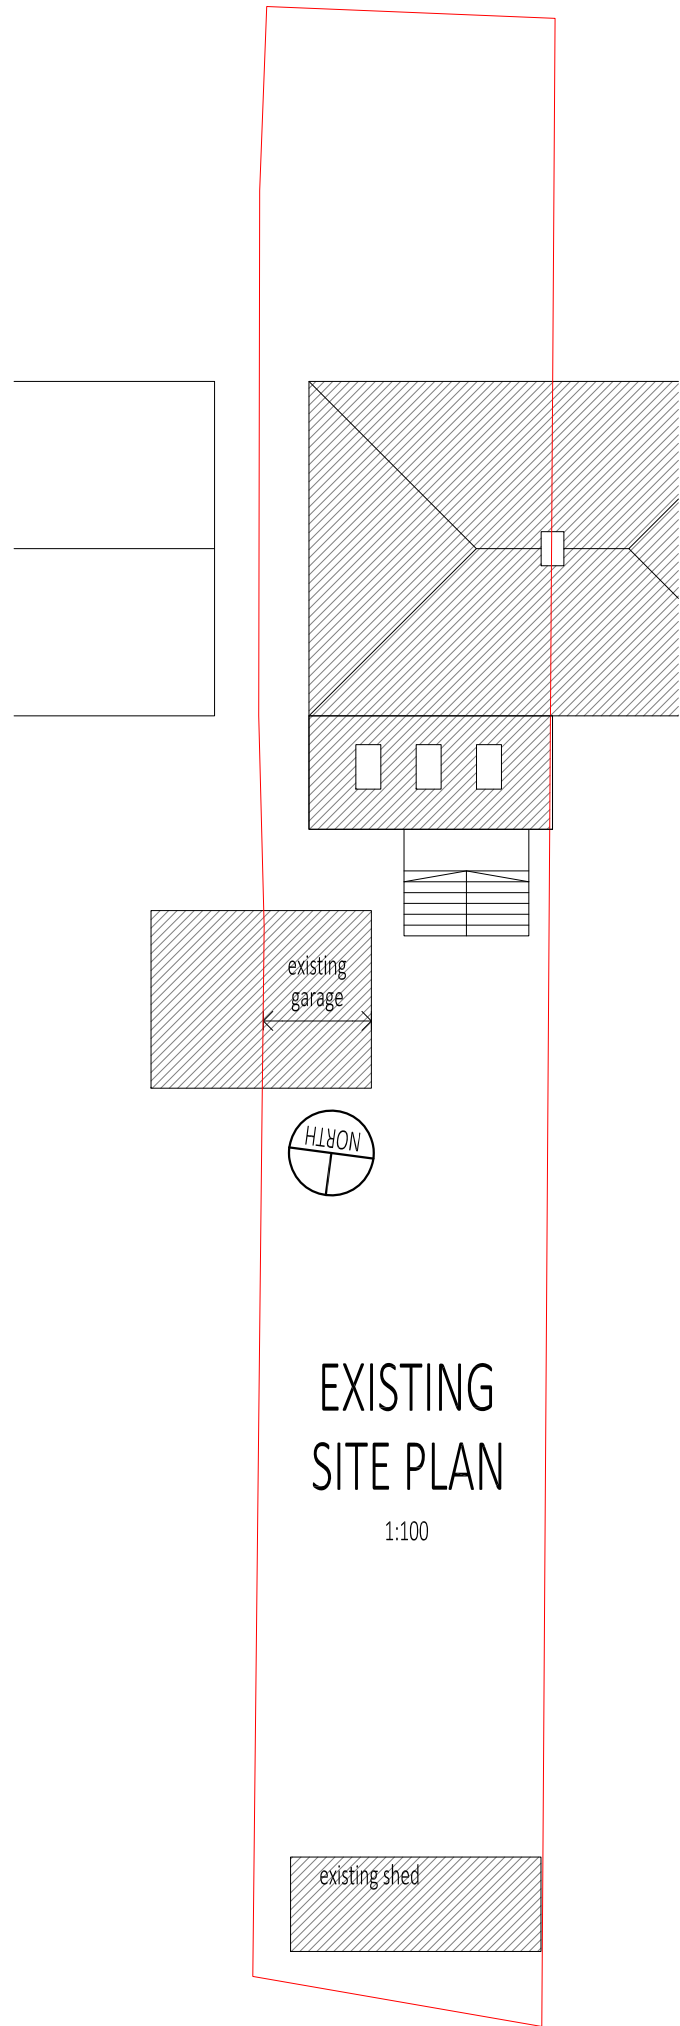 existing
garage
NORTH
EXISTING
SITE PLAN
1:100
existing shed